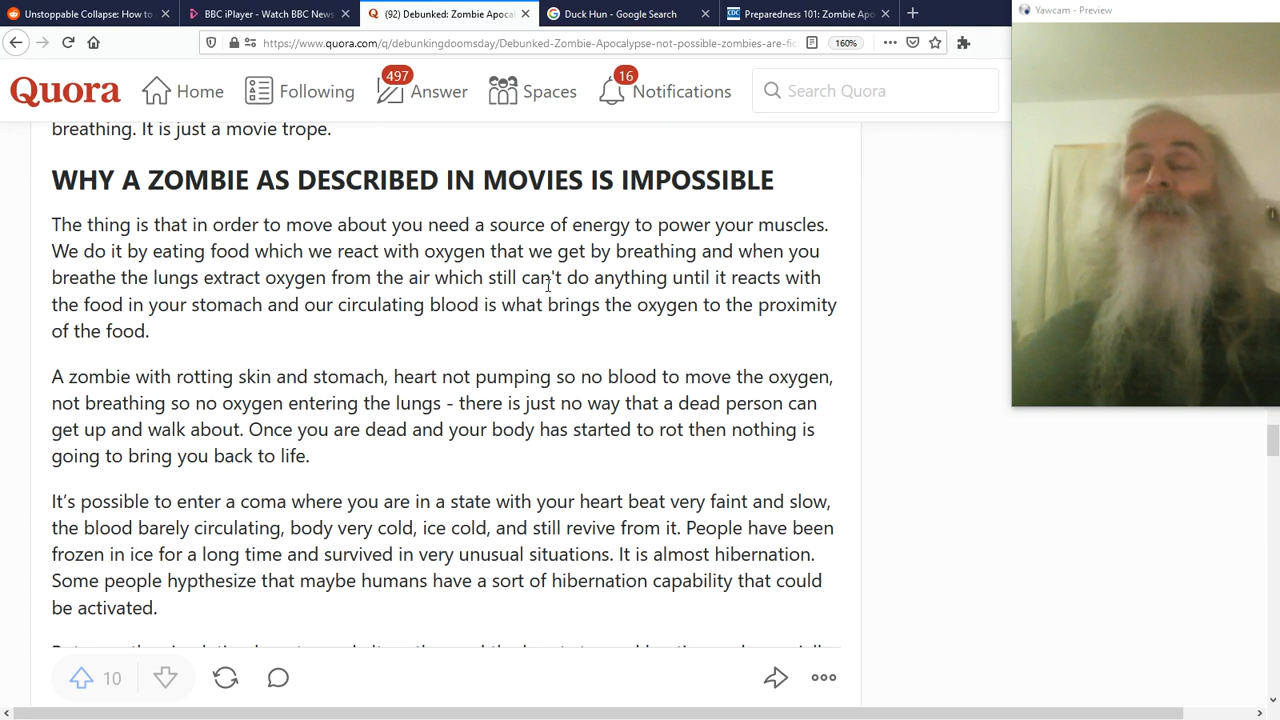 Unstoppable Collapse: How to
BBC iPlayer - Watch BBC News
(92) Debunked: Zombie Apoca
Duck Hun - Google Search
Preparedness 101: Zombie Apo
Yawcam - Preview
https://www.quora.com/q/debunkingdoomsday/Debunked-Zombie-Apocalypse-not-possible-zombies-are-fic
160%
Quora
Home
Following
497
Answer
Spaces
16
Notifications
Search Quora
breathing. It is just a movie trope.
WHY A ZOMBIE AS DESCRIBED IN MOVIES IS IMPOSSIBLE
The thing is that in order to move about you need a source of energy to power your muscles.
We do it by eating food which we react with oxygen that we get by breathing and when you
breathe the lungs extract oxygen from the air which still can't do anything until it reacts with
the food in your stomach and our circulating blood is what brings the oxygen to the proximity
of the food.
A zombie with rotting skin and stomach, heart not pumping so no blood to move the oxygen,
not breathing so no oxygen entering the lungs - there is just no way that a dead person can
get up and walk about. Once you are dead and your body has started to rot then nothing is
going to bring you back to life.
It's possible to enter a coma where you are in a state with your heart beat very faint and slow,
the blood barely circulating, body very cold, ice cold, and still revive from it. People have been
frozen in ice for a long time and survived in very unusual situations. It is almost hibernation.
Some people hypthesize that maybe humans have a sort of hibernation capability that could
be activated.
10